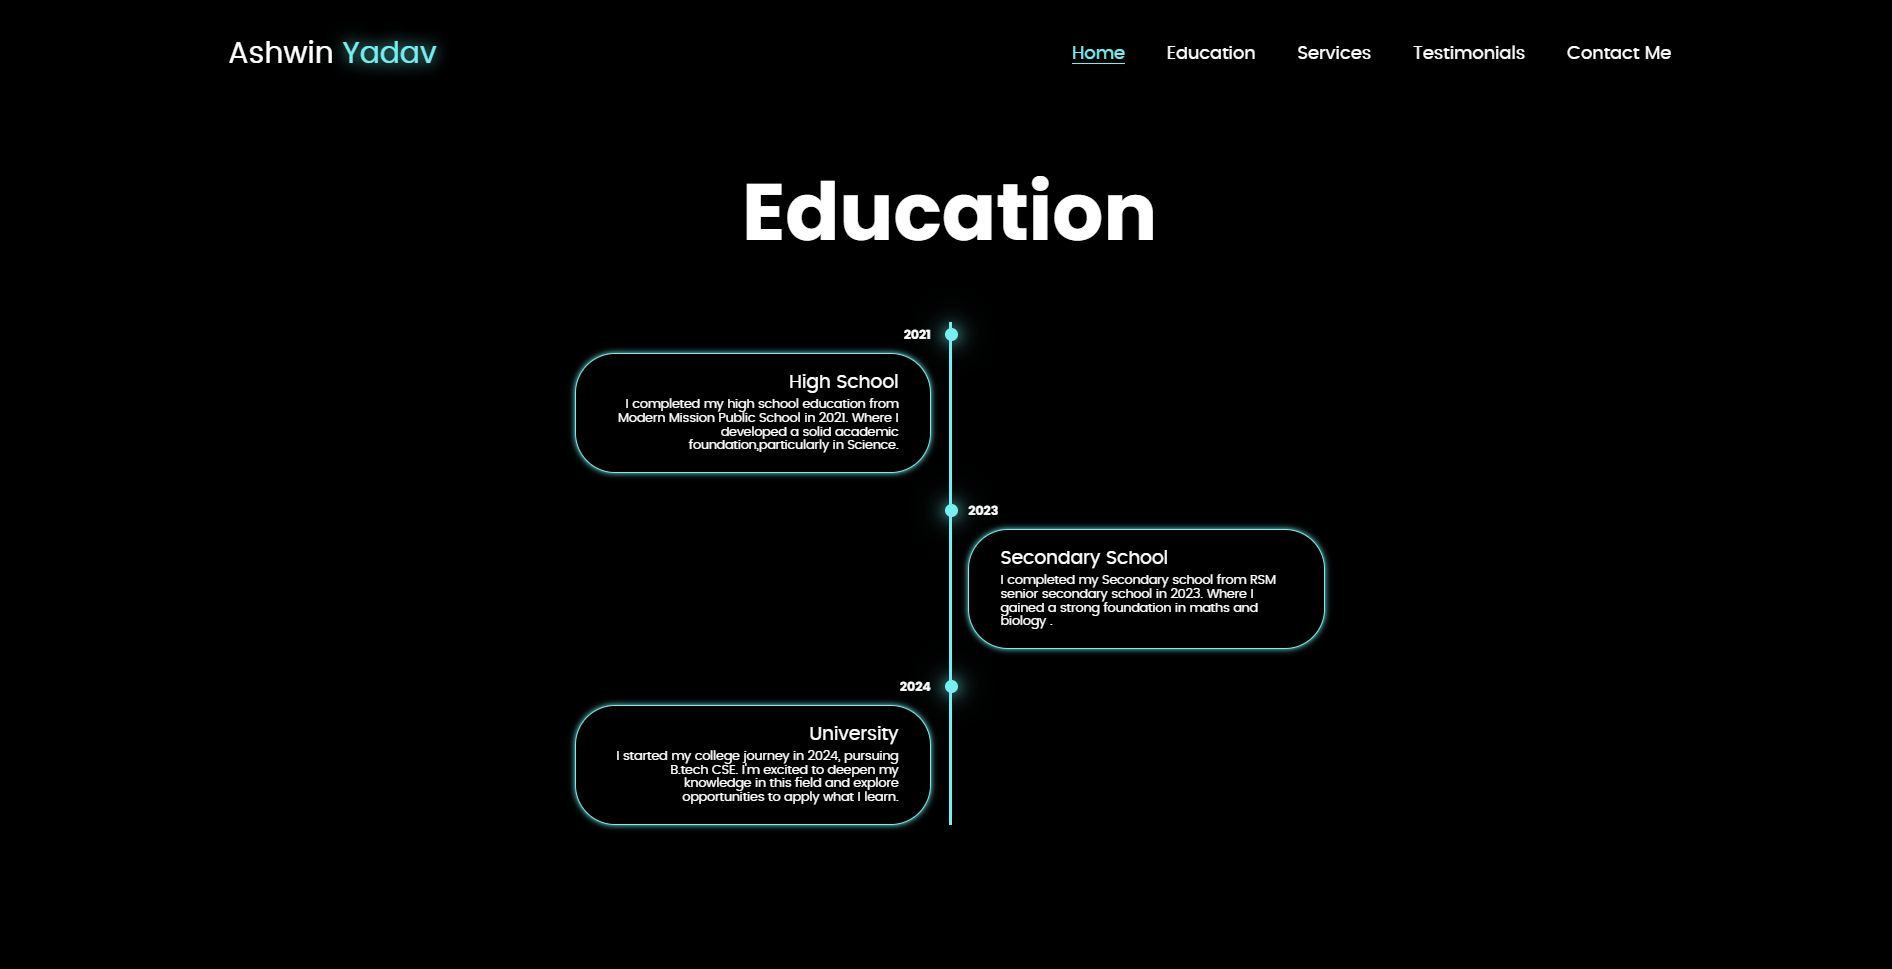 Ashwin Yadav
Home Education Services Testimonials Contact Me
Education
2021
High School
I completed my high school education from
Modern Mission Public School in 2021. Where I
developed a solid academic
foundation,particularly in Science.
2023
Secondary School
I completed my Secondary school from RSM
senior secondary school in 2023. Where I
gained a strong foundation in maths and
biology .
2024
University
I started my college journey in 2024, pursuing
B.tech CSE. I'm excited to deepen my
knowledge in this field and explore
opportunities to apply what I learn.